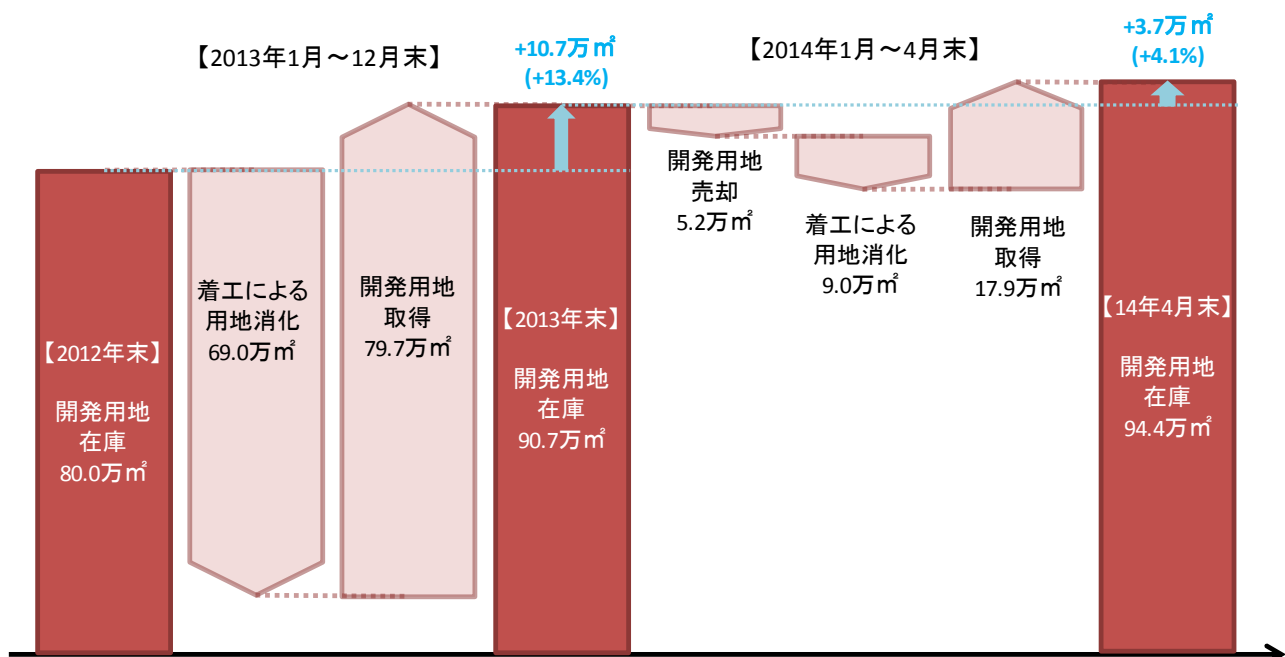 【2013年1月～12月末】
+10.7万㎡
(+13.4%)
【2014年1月～4月末】
+3.7万㎡
(+4.1%)
【2012年末】
開発用地
在庫
80.0万㎡
着工による
用地消化
69.0万㎡
開発用地
取得
79.7万㎡
【2013年末】
開発用地
在庫
90.7万㎡
開発用地
売却
5.2万㎡
着工による
用地消化
9.0万㎡
開発用地
取得
17.9万㎡
【14年4月末】
開発用地
在庫
94.4万㎡